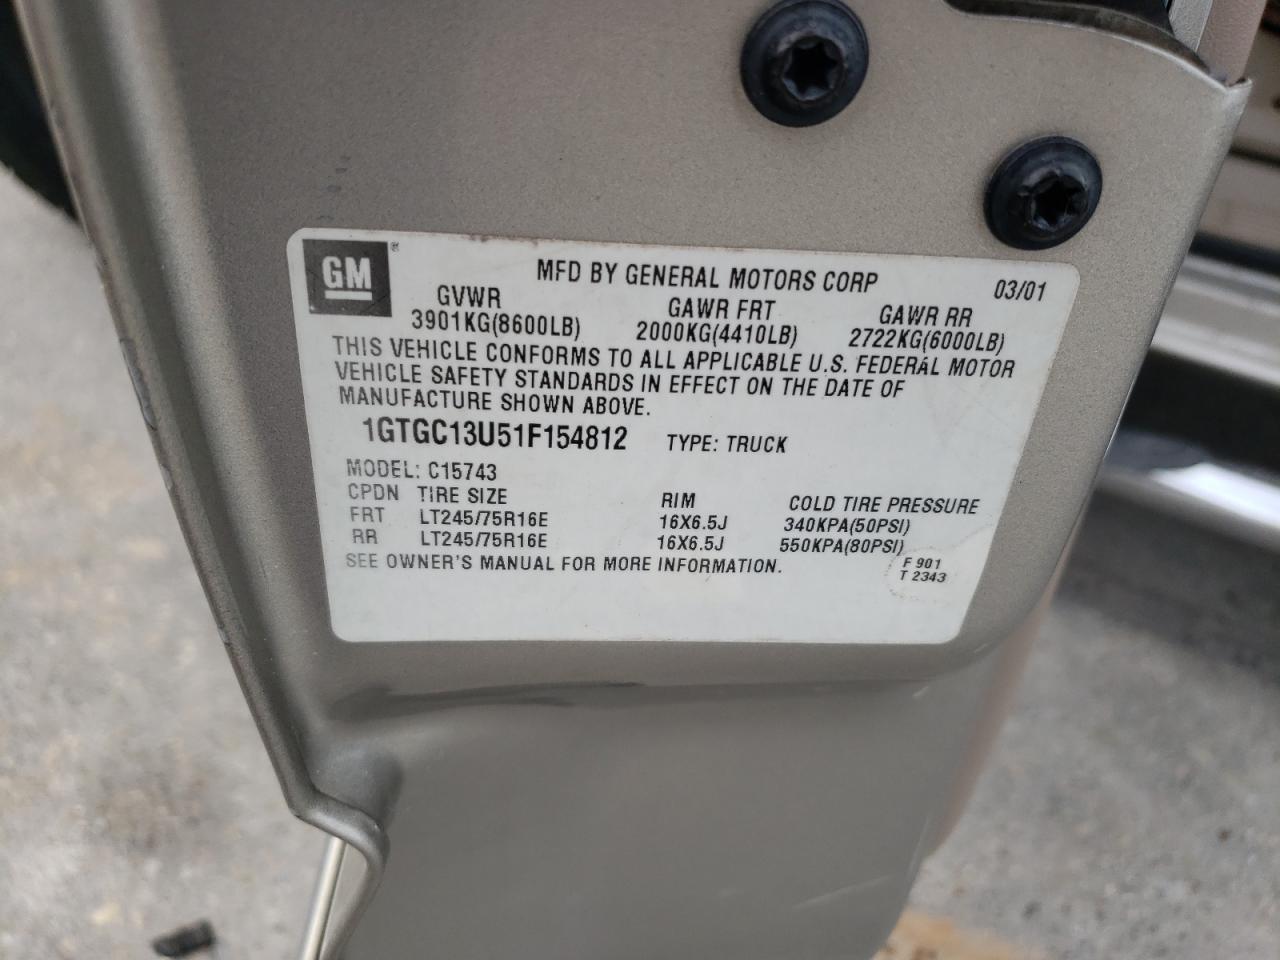 GM ®
MFD BY GENERAL MOTORS CORP 03/01
GVWR GAWR FRT GAWR RR
3901KG(8600LB) 2000KG(4410LB) 2722KG(6000LB)
THIS VEHICLE CONFORMS TO ALL APPLICABLE U.S. FEDERAL MOTOR
VEHICLE SAFETY STANDARDS IN EFFECT ON THE DATE OF
MANUFACTURE SHOWN ABOVE.
1GTGC13U51F154812 TYPE: TRUCK
MODEL: C15743
CPDN TIRE SIZE RIM COLD TIRE PRESSURE
FRT LT245/75R16E 16X6.5J 340KPA(50PSI)
RR LT245/75R16E 16X6.5J 550KPA(80PSI)
SEE OWNER'S MANUAL FOR MORE INFORMATION.
F 901
T 2343